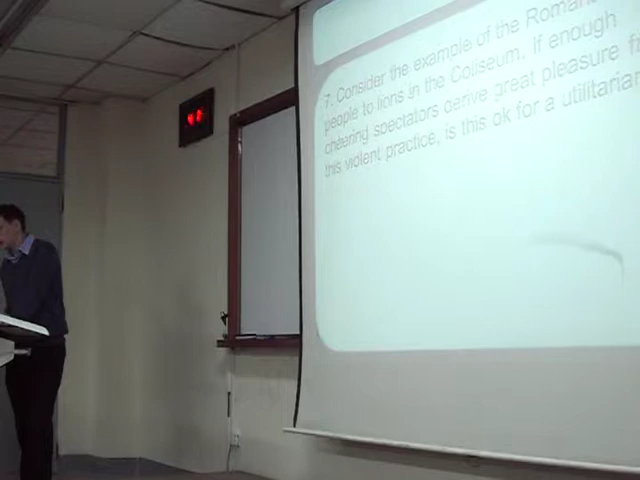 7. Consider the example of the Roman
people to lions in the Coliseum. If enough
cheering spectators derive great pleasure
this violent practice, is this ok for a utilitarian